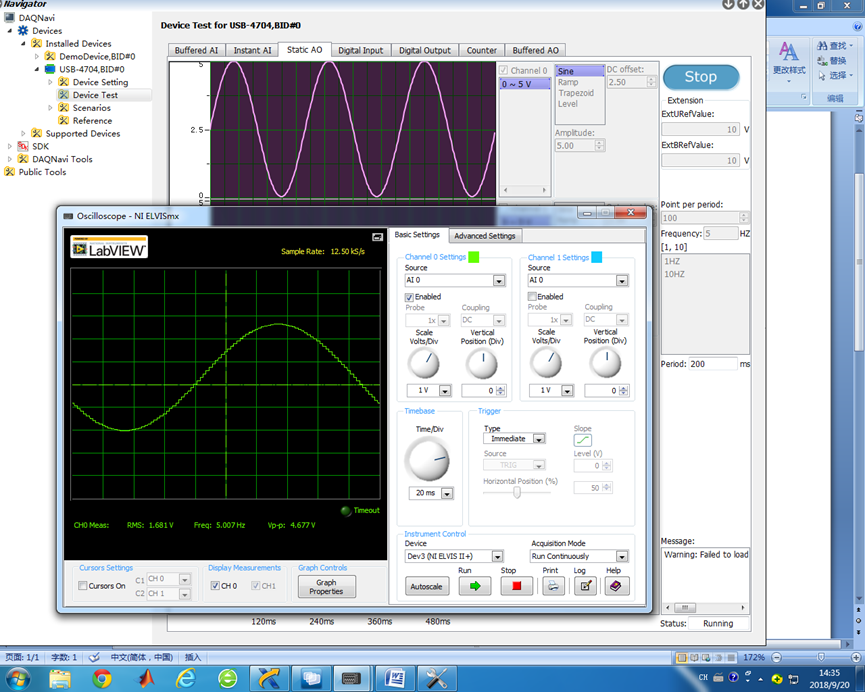 Navigator
DAQNavi
Devices
Installed Devices
DemoDevice,BID#0
USB-4704,BID#0
Device Setting
Device Test
Scenarios
Reference
Supported Devices
SDK
DAQNavi Tools
Public Tools
Device Test for USB-4704,BID#0
Buffered AI
Instant AI
Static AO
Digital Input
Digital Output
Counter
Buffered AO
5
2.5
0
Channel 0
0 ~ 5 V
Sine
Ramp
Trapezoid
Level
DC offset:
2.50
Amplitude:
5.00
Stop
Extension
ExtURefValue:
10 V
ExtBRefValue:
10 V
Point per period:
100
Frequency: 5 HZ
[1, 10]
1HZ
10HZ
Period: 200 ms
Message:
Warning: Failed to load
Status: Running
120ms 240ms 360ms 480ms
更改样式
查找
替换
选择
编辑
Oscilloscope - NI ELVISmx
LabVIEW
Sample Rate: 12.50 kS/s
Timeout
CH0 Meas: RMS: 1.681 V Freq: 5.007 Hz Vp-p: 4.677 V
Cursors Settings
Cursors On
C1 CH 0
C2 CH 1
Display Measurements
CH 0
CH1
Graph Controls
Graph Properties
Basic Settings
Advanced Settings
Channel 0 Settings
Source
AI 0
Enabled
Probe
1x
Coupling
DC
Scale
Volts/Div
Vertical
Position (Div)
1 V
0
Channel 1 Settings
Source
AI 0
Enabled
Probe
1x
Coupling
DC
Scale
Volts/Div
Vertical
Position (Div)
1 V
0
Timebase
Time/Div
20 ms
Trigger
Type
Immediate
Slope
Source
TRIG
Level (V)
0
Horizontal Position (%)
50
Instrument Control
Device
Dev3 (NI ELVIS II+)
Acquisition Mode
Run Continuously
Run
Stop
Print
Log
Help
Autoscale
页面: 1/1
字数: 1
中文(简体，中国)
插入
172%
CH
14:35
2018/9/20